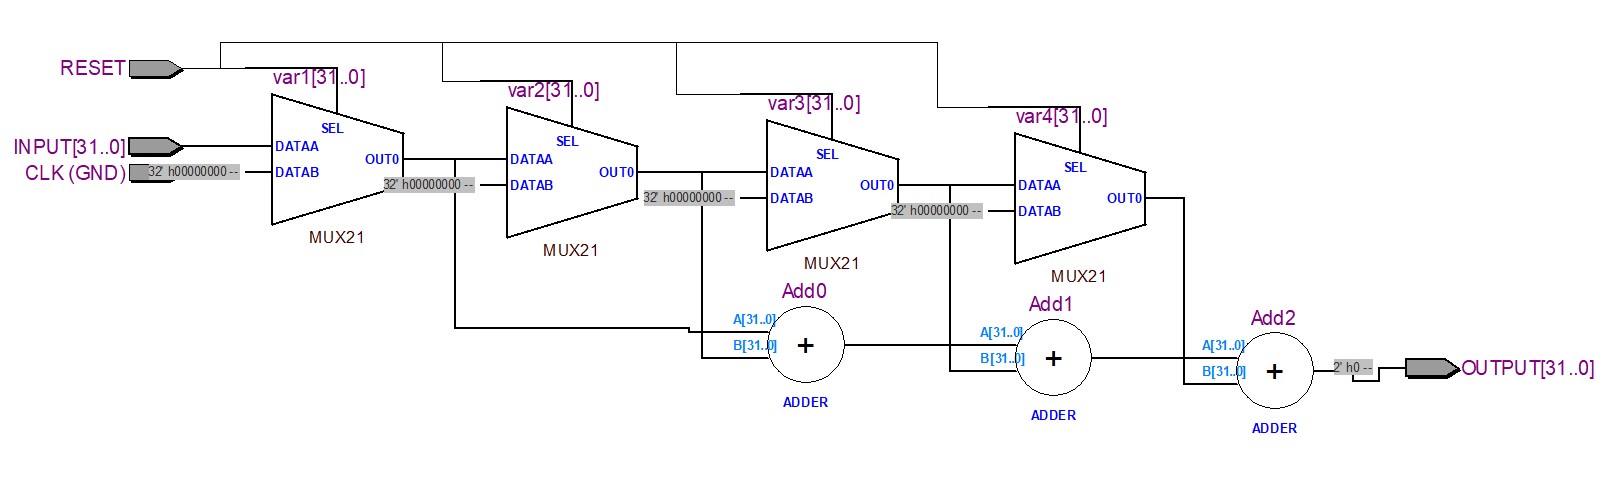 RESET
var1[31..0]
var2[31..0]
var3[31..0]
var4[31..0]
SEL
SEL
SEL
SEL
INPUT[31..0]
DATAA
OUT0
DATAA
OUT0
DATAA
OUT0
DATAA
OUT0
CLK (GND)
32' h00000000 --
DATAB
32' h00000000 --
DATAB
32' h00000000 --
DATAB
32' h00000000 --
DATAB
MUX21
MUX21
MUX21
MUX21
Add0
Add1
Add2
A[31..0]
B[31..0]
+
A[31..0]
B[31..0]
+
A[31..0]
B[31..0]
+
2' h0 --
OUTPUT[31..0]
ADDER
ADDER
ADDER